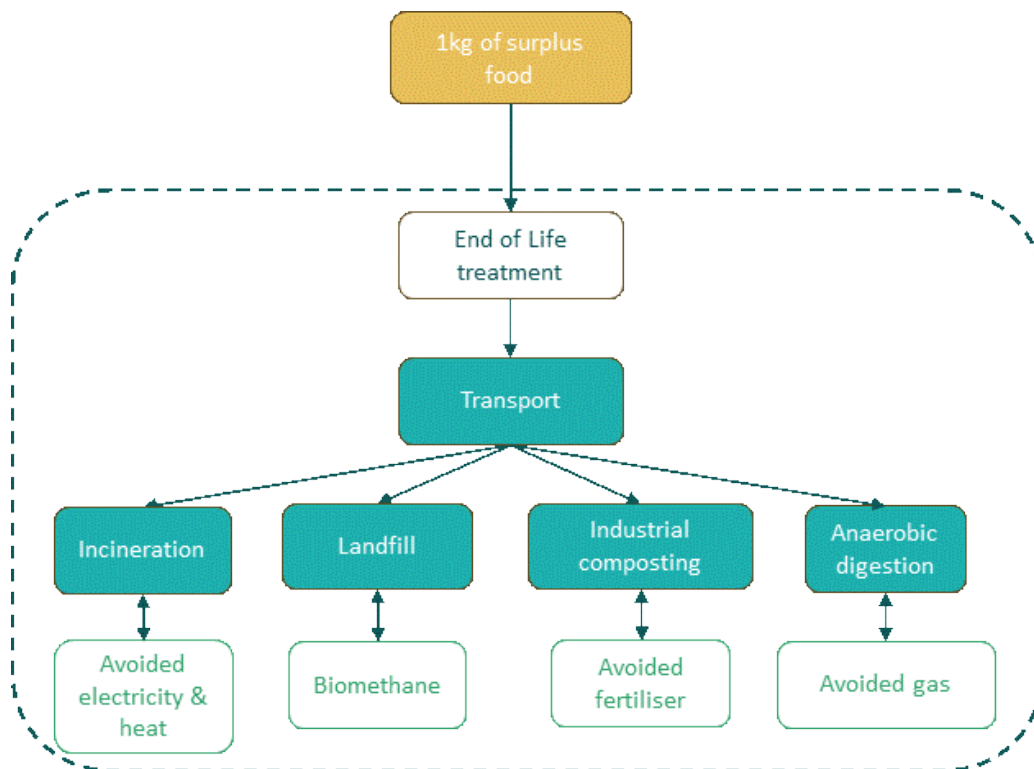 1kg of surplus
food
End of Life
treatment
Transport
Incineration
Landfill
Industrial
composting
Anaerobic
digestion
Avoided
electricity &
heat
Biomethane
Avoided
fertiliser
Avoided gas